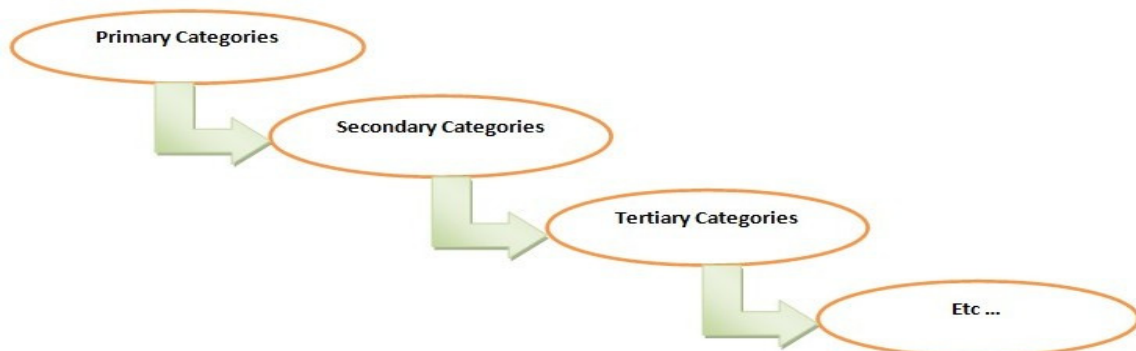 Primary Categories
Secondary Categories
Tertiary Categories
Etc ...